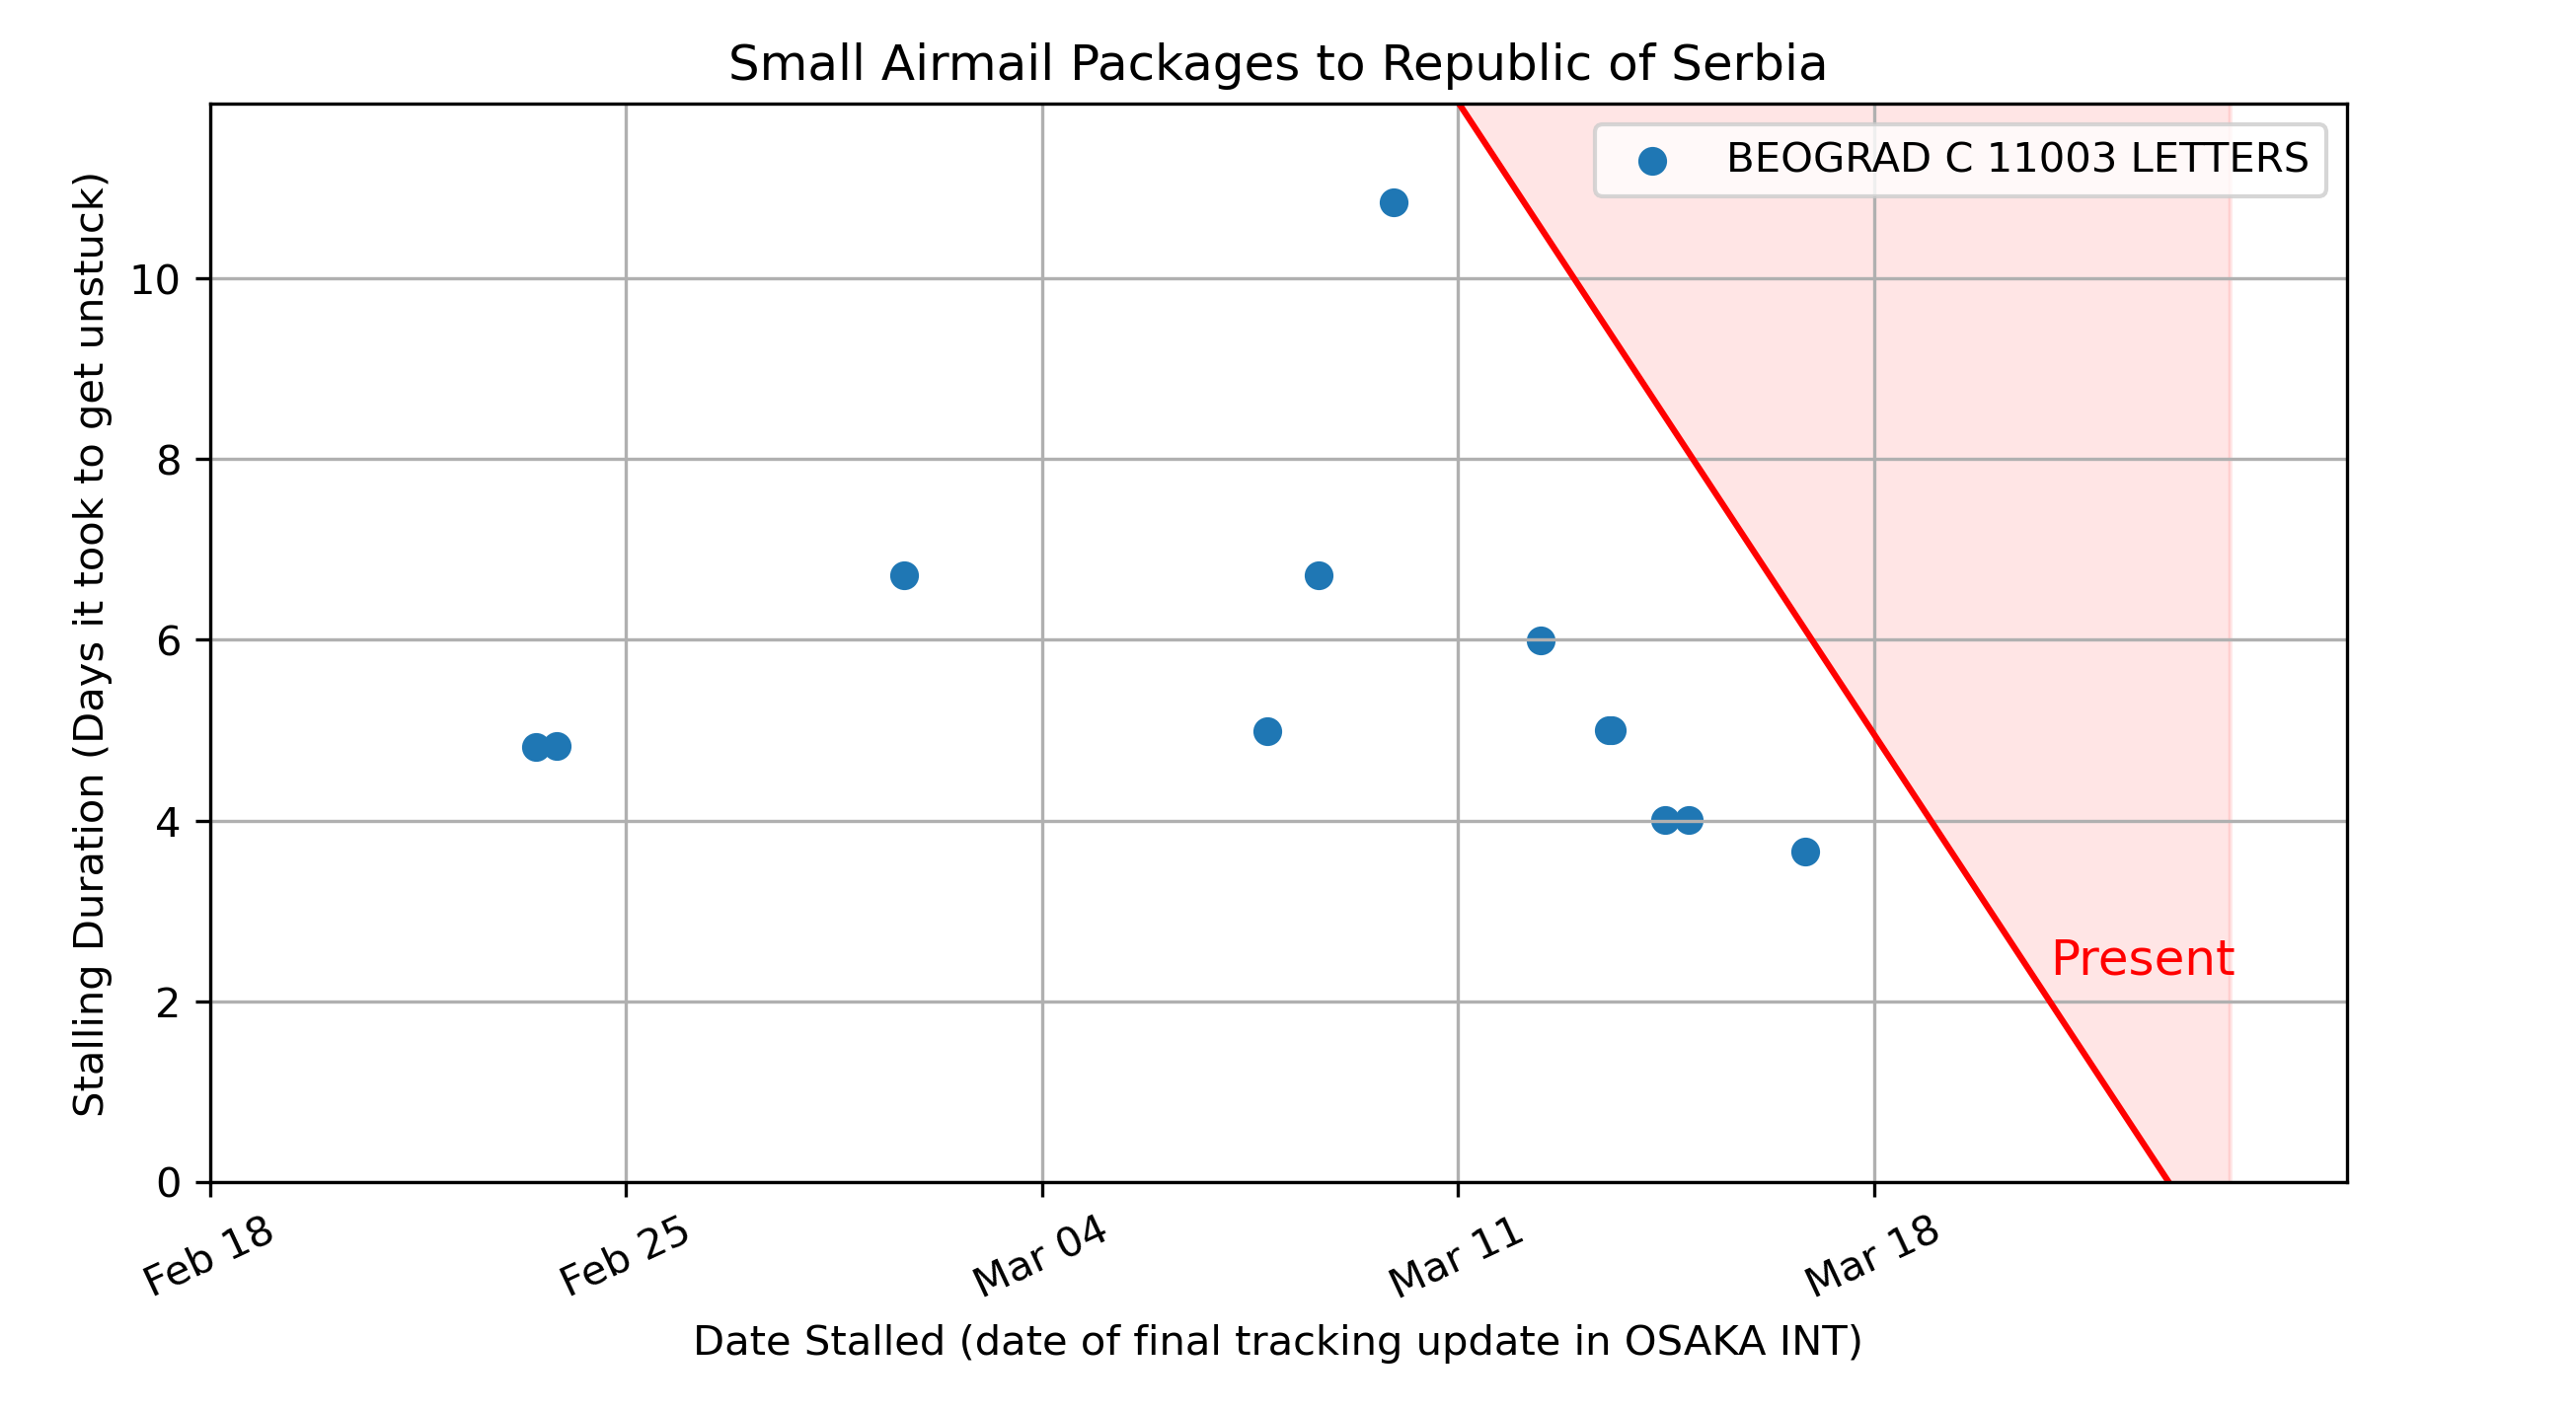 Small Airmail Packages to Republic of Serbia
BEOGRAD C 11003 LETTERS
Stalling Duration (Days it took to get unstuck)
10
8
6
4
2
0
Present
Feb 18
Feb 25
Mar 04
Mar 11
Mar 18
Date Stalled (date of final tracking update in OSAKA INT)